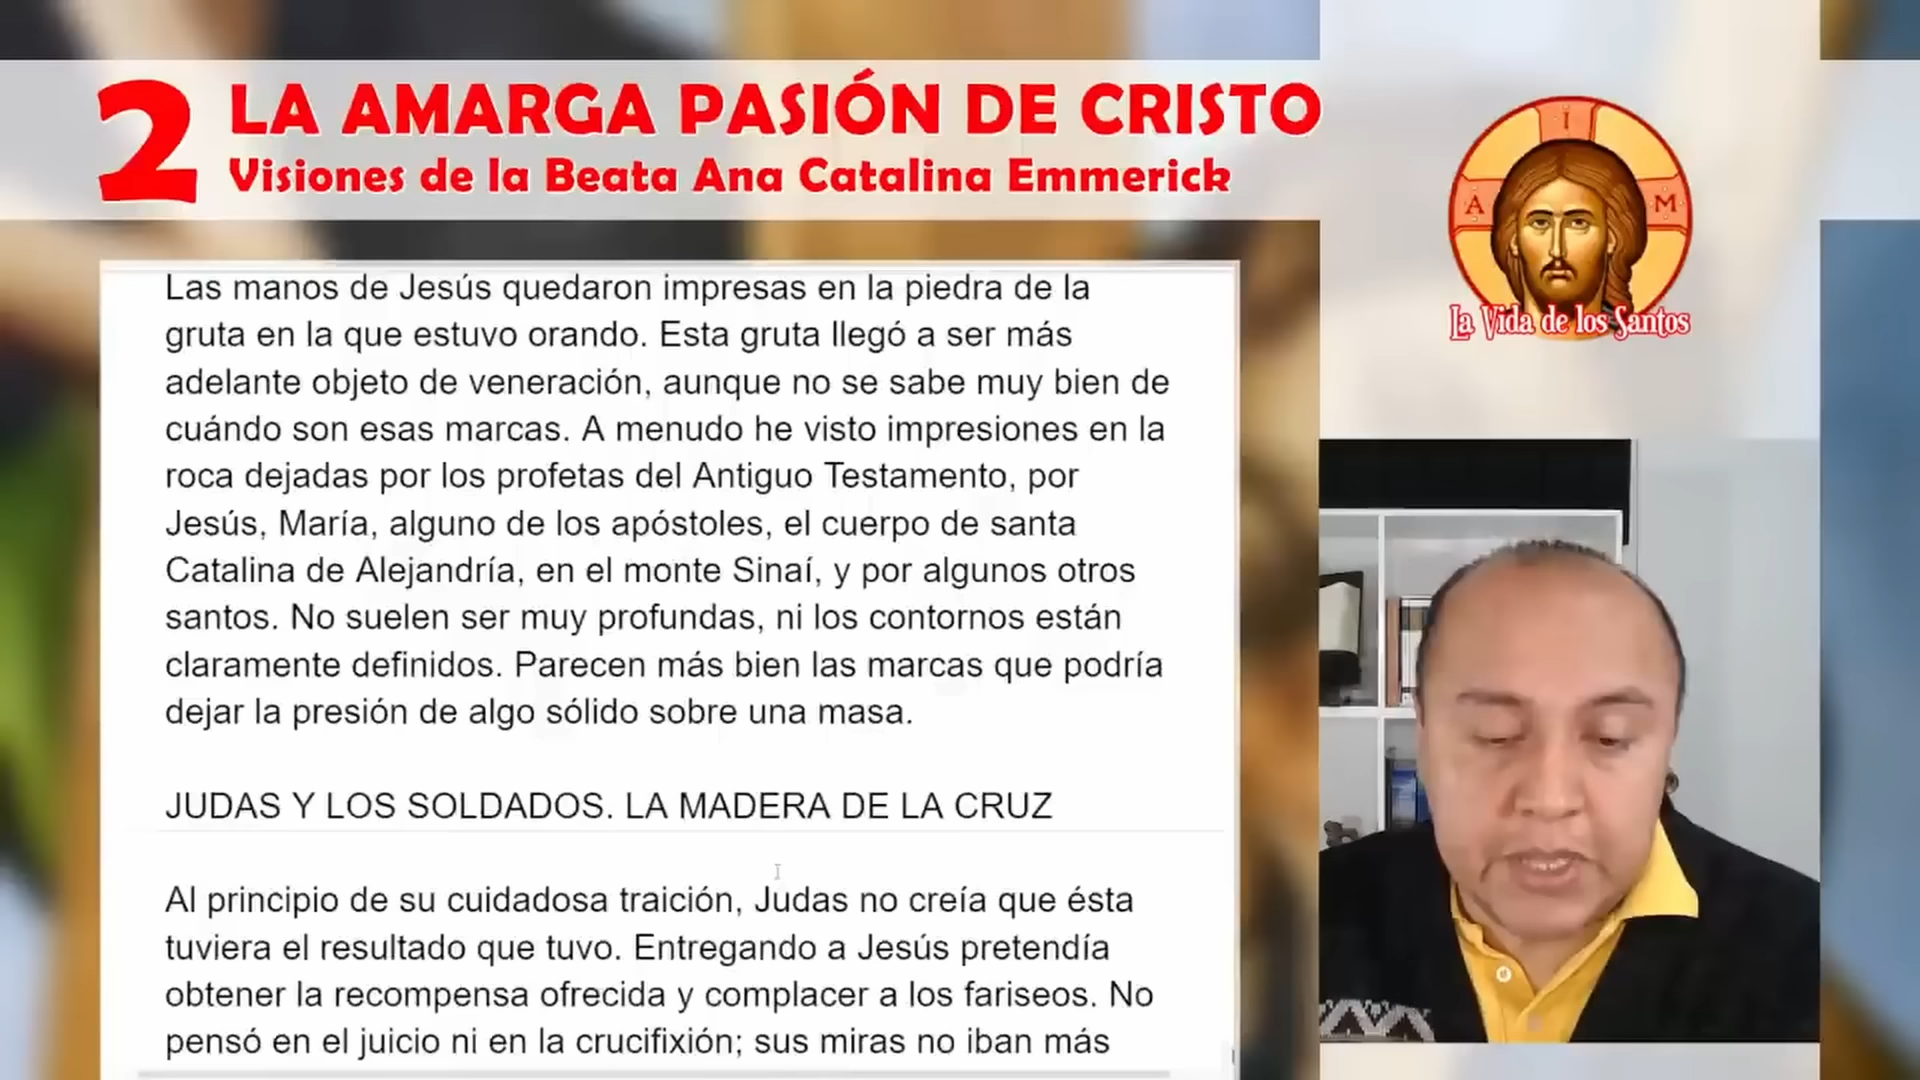 2
LA AMARGA PASIÓN DE CRISTO
Visiones de la Beata Ana Catalina Emmerick
I
A M
La Vida de los Santos
Las manos de Jesús quedaron impresas en la piedra de la
gruta en la que estuvo orando. Esta gruta llegó a ser más
adelante objeto de veneración, aunque no se sabe muy bien de
cuándo son esas marcas. A menudo he visto impresiones en la
roca dejadas por los profetas del Antiguo Testamento, por
Jesús, María, alguno de los apóstoles, el cuerpo de santa
Catalina de Alejandría, en el monte Sinaí, y por algunos otros
santos. No suelen ser muy profundas, ni los contornos están
claramente definidos. Parecen más bien las marcas que podría
dejar la presión de algo sólido sobre una masa.
JUDAS Y LOS SOLDADOS. LA MADERA DE LA CRUZ
Al principio de su cuidadosa traición, Judas no creía que ésta
tuviera el resultado que tuvo. Entregando a Jesús pretendía
obtener la recompensa ofrecida y complacer a los fariseos. No
pensó en el juicio ni en la crucifixión; sus miras no iban más